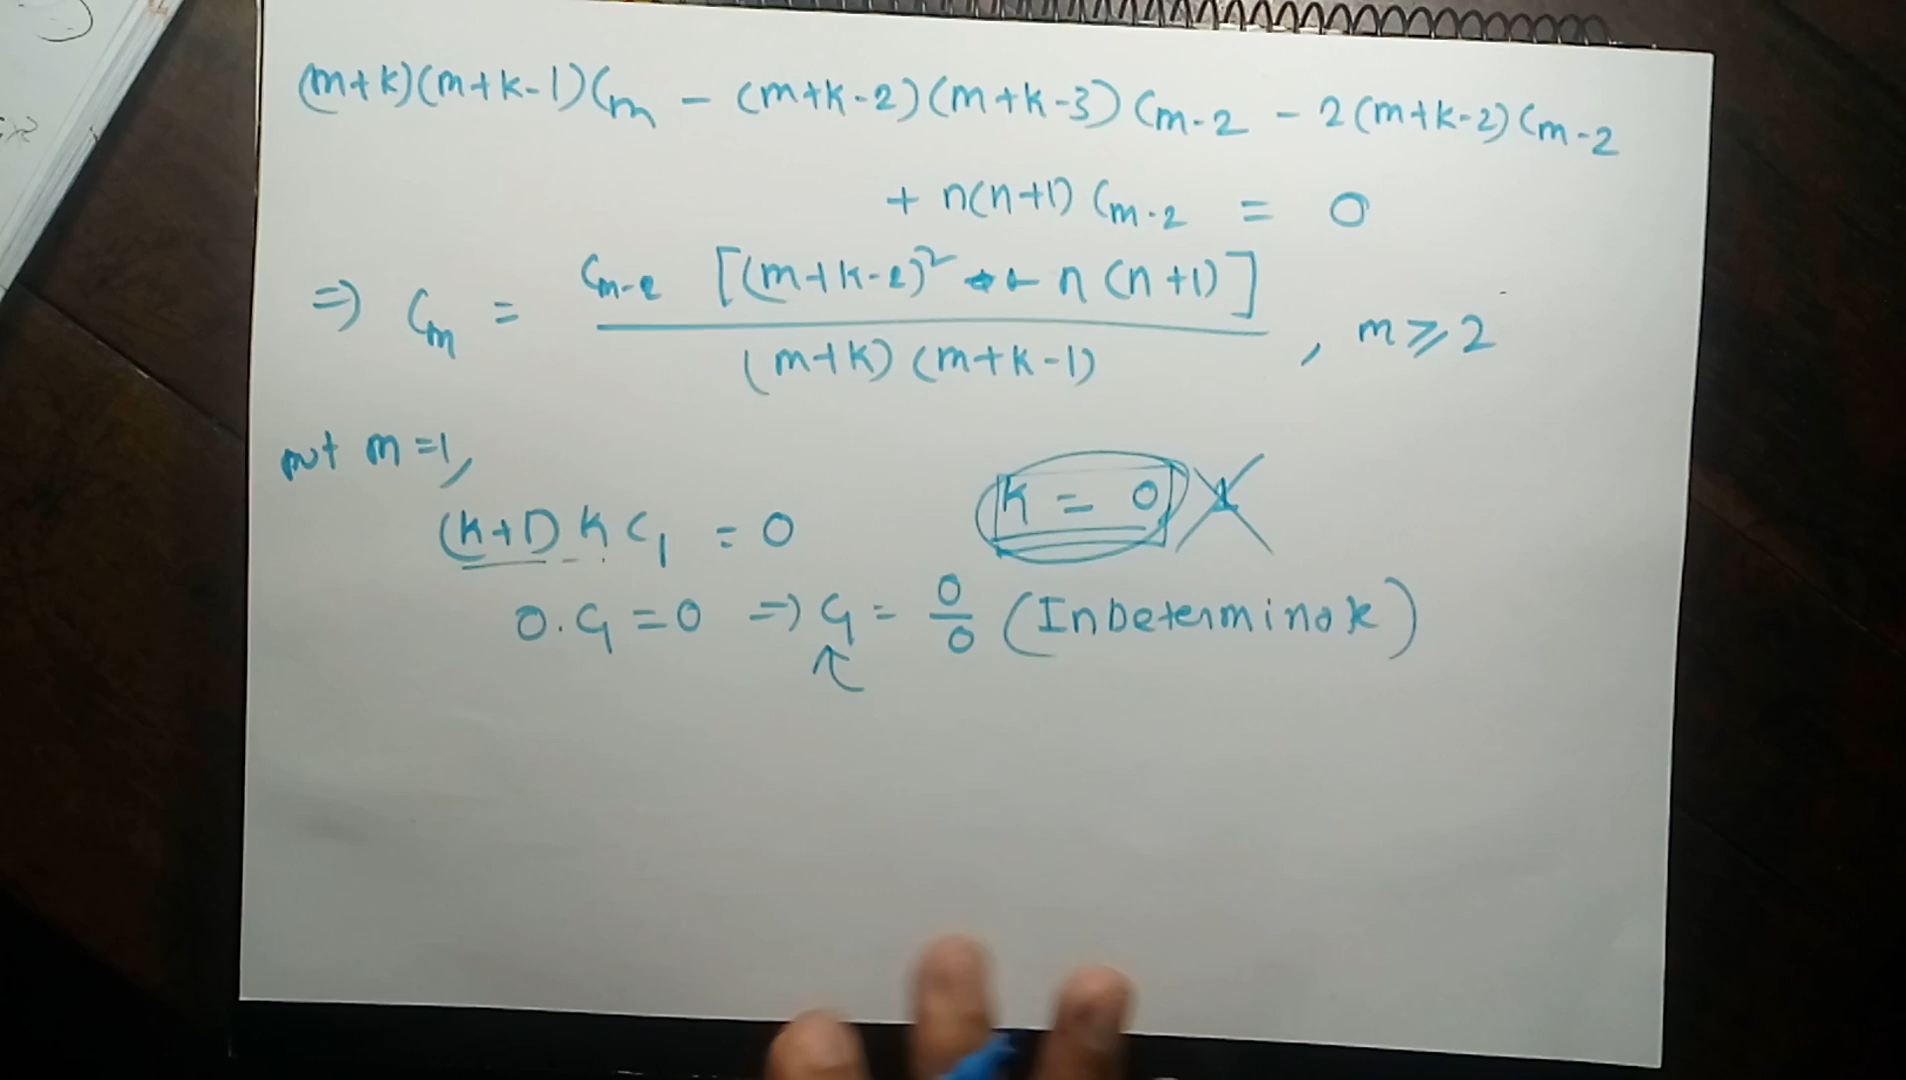 (m+k)(m+k-1)Cm - (m+k-2)(m+k-3)Cm-2 - 2(m+k-2)Cm-2
+ n(n+1)Cm-2 = 0
⇒ Cm = Cm-2 [(m+k-2)² - n(n+1)] / (m+k)(m+k-1) , m ≥ 2
put m=1,
(k+1)k C1 = 0
k = 0
0.C1 = 0 ⇒ C1 = 0/0 (Indeterminate)